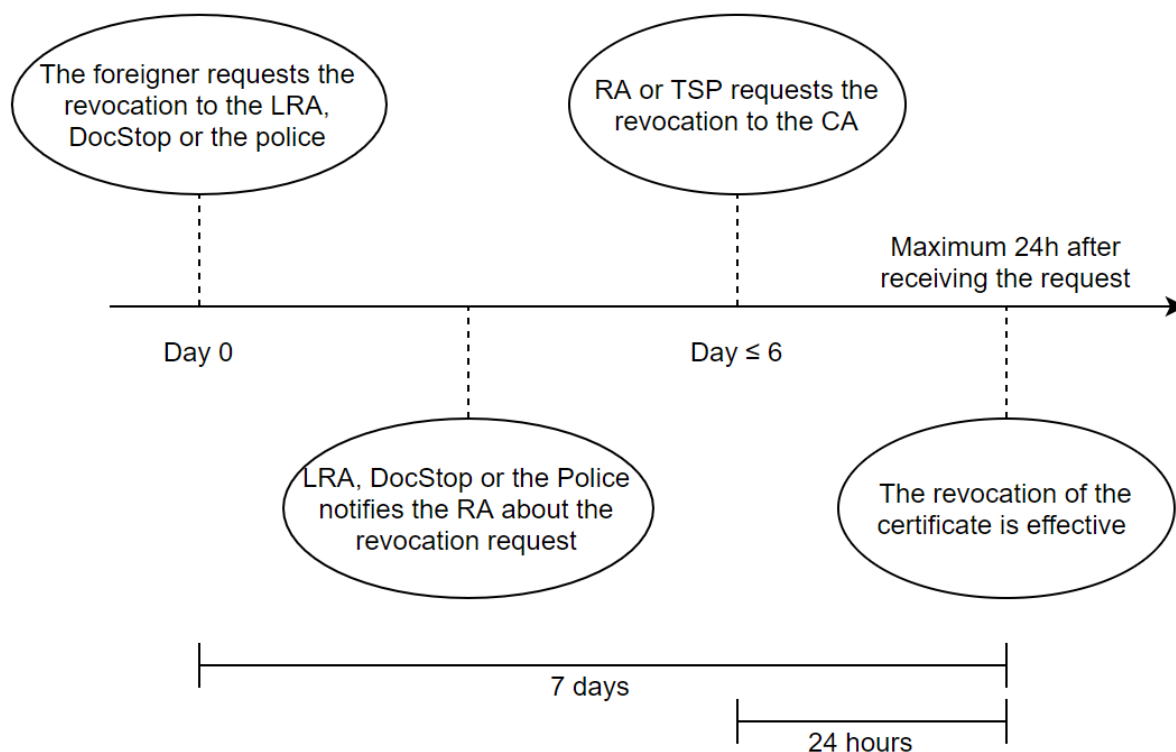 The foreigner requests the
revocation to the LRA,
DocStop or the police
RA or TSP requests the
revocation to the CA
Maximum 24h after
receiving the request
Day 0
Day ≤ 6
LRA, DocStop or the Police
notifies the RA about the
revocation request
The revocation of the
certificate is effective
7 days
24 hours